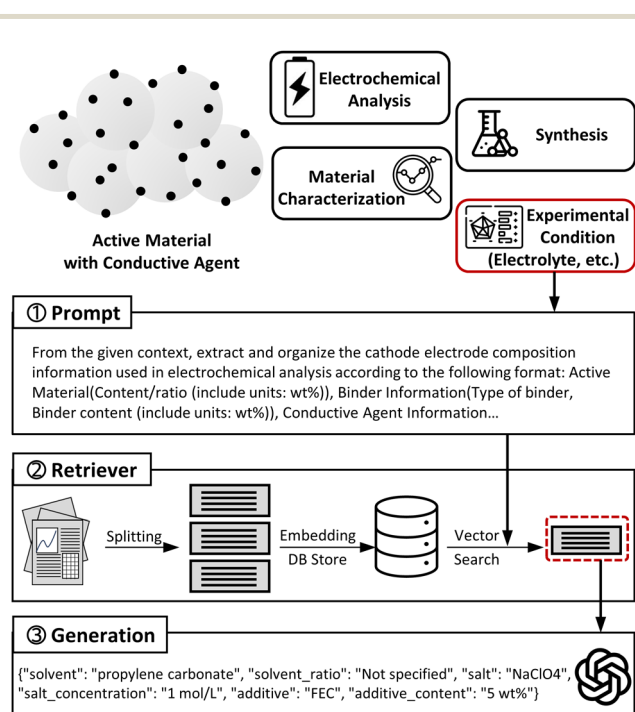 Electrochemical
Analysis
Synthesis
Material
Characterization
Experimental
Condition
(Electrolyte, etc.)
Active Material
with Conductive Agent
① Prompt
From the given context, extract and organize the cathode electrode composition
information used in electrochemical analysis according to the following format: Active
Material(Content/ratio (include units: wt%)), Binder Information(Type of binder,
Binder content (include units: wt%)), Conductive Agent Information...
② Retriever
Splitting
Embedding
DB Store
Vector
Search
③ Generation
{"solvent": "propylene carbonate", "solvent_ratio": "Not specified", "salt": "NaClO4",
"salt_concentration": "1 mol/L", "additive": "FEC", "additive_content": "5 wt%"}